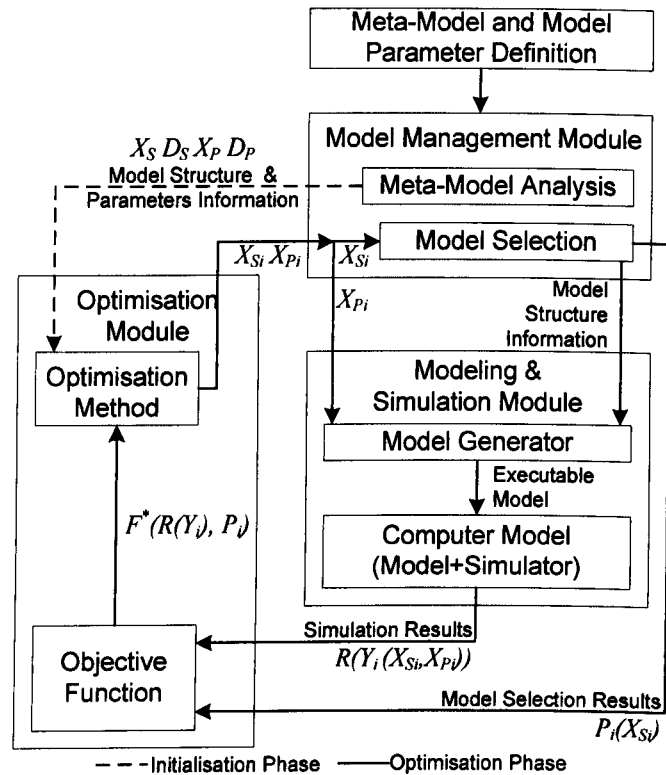 Meta-Model and Model
Parameter Definition
Model Management Module
X_S D_S X_P D_P
Model Structure &
Parameters Information
Meta-Model Analysis
Model Selection
X_Si X_Pi
X_Si
X_Pi
Model
Structure
Information
Optimisation
Module
Optimisation
Method
Modeling &
Simulation Module
Model Generator
Executable
Model
F*(R(Y_i), P_i)
Computer Model
(Model+Simulator)
Simulation Results
R(Y_i (X_Si,X_Pi))
Objective
Function
Model Selection Results
P_i(X_Si)
Initialisation Phase
Optimisation Phase